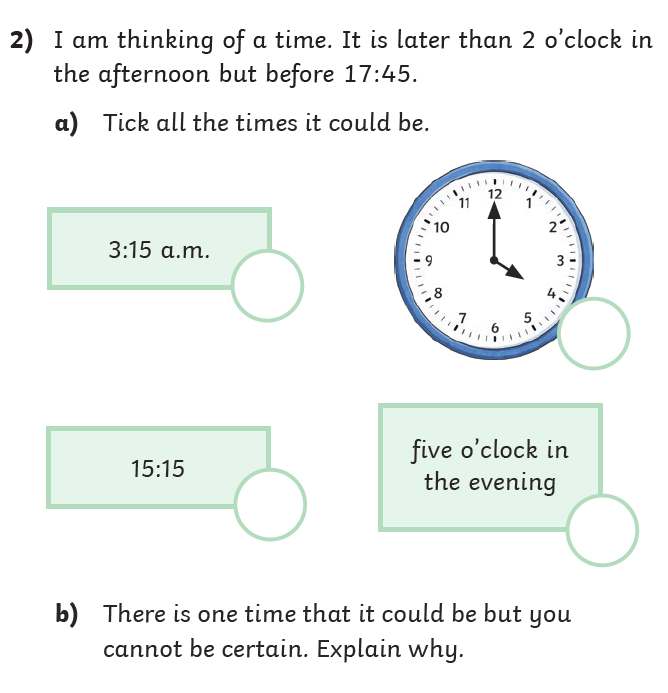 2) I am thinking of a time. It is later than 2 o'clock in
the afternoon but before 17:45.
a) Tick all the times it could be.
3:15 a.m.
12
1
2
3
4
5
6
7
8
9
10
11
15:15
five o'clock in
the evening
b) There is one time that it could be but you
cannot be certain. Explain why.